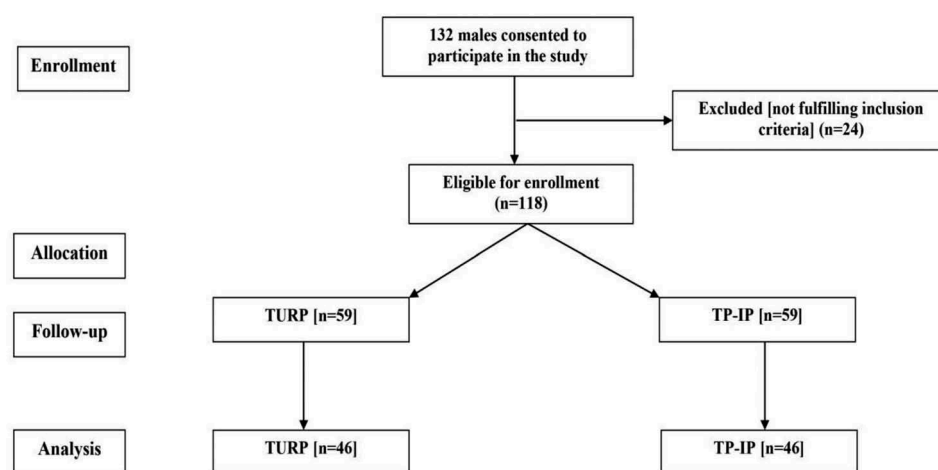 132 males consented to
participate in the study
Enrollment
Excluded [not fulfilling inclusion
criteria] (n=24)
Eligible for enrollment
(n=118)
Allocation
TURP [n=59]
TP-IP [n=59]
Follow-up
TURP [n=46]
TP-IP [n=46]
Analysis